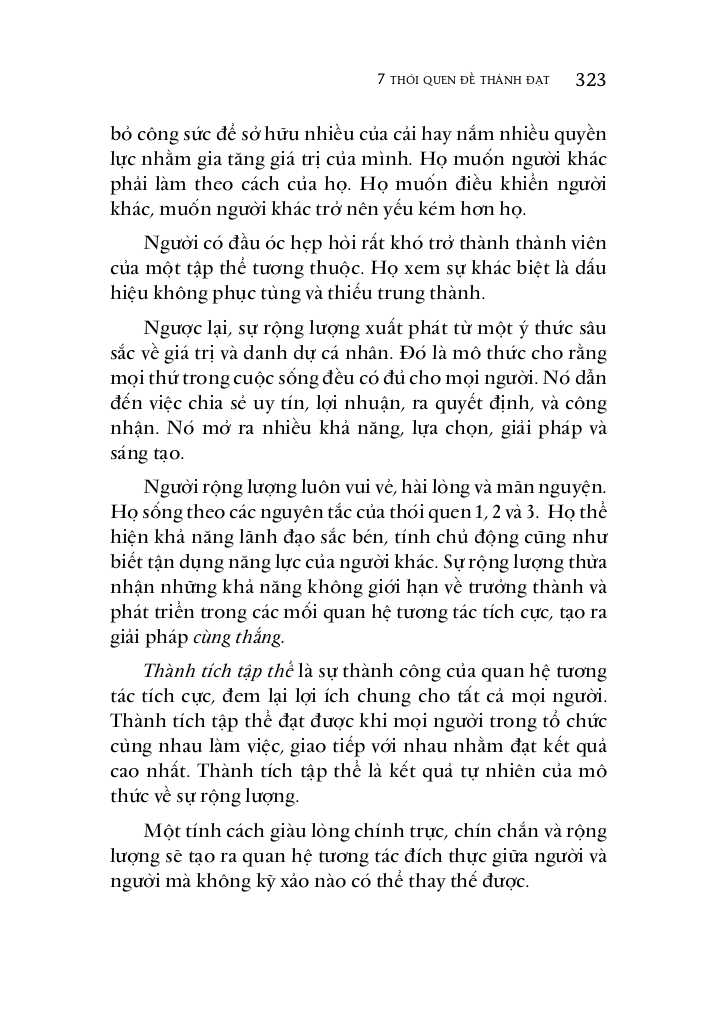 7 THÓI QUEN ĐỂ THÀNH ĐẠT 323
bỏ công sức để sở hữu nhiều của cải hay nắm nhiều quyền
lực nhằm gia tăng giá trị của mình. Họ muốn người khác
phải làm theo cách của họ. Họ muốn điều khiển người
khác, muốn người khác trở nên yếu kém hơn họ.
Người có đầu óc hẹp hòi rất khó trở thành thành viên
của một tập thể tương thuộc. Họ xem sự khác biệt là dấu
hiệu không phục tùng và thiếu trung thành.
Ngược lại, sự rộng lượng xuất phát từ một ý thức sâu
sắc về giá trị và danh dự cá nhân. Đó là mô thức cho rằng
mọi thứ trong cuộc sống đều có đủ cho mọi người. Nó dẫn
đến việc chia sẻ uy tín, lợi nhuận, ra quyết định, và công
nhận. Nó mở ra nhiều khả năng, lựa chọn, giải pháp và
sáng tạo.
Người rộng lượng luôn vui vẻ, hài lòng và mãn nguyện.
Họ sống theo các nguyên tắc của thói quen 1, 2 và 3. Họ thể
hiện khả năng lãnh đạo sắc bén, tính chủ động cũng như
biết tận dụng năng lực của người khác. Sự rộng lượng thừa
nhận những khả năng không giới hạn về trưởng thành và
phát triển trong các mối quan hệ tương tác tích cực, tạo ra
giải pháp cùng thắng.
Thành tích tập thể là sự thành công của quan hệ tương
tác tích cực, đem lại lợi ích chung cho tất cả mọi người.
Thành tích tập thể đạt được khi mọi người trong tổ chức
cùng nhau làm việc, giao tiếp với nhau nhằm đạt kết quả
cao nhất. Thành tích tập thể là kết quả tự nhiên của mô
thức về sự rộng lượng.
Một tính cách giàu lòng chính trực, chín chắn và rộng
lượng sẽ tạo ra quan hệ tương tác đích thực giữa người và
người mà không kỹ xảo nào có thể thay thế được.